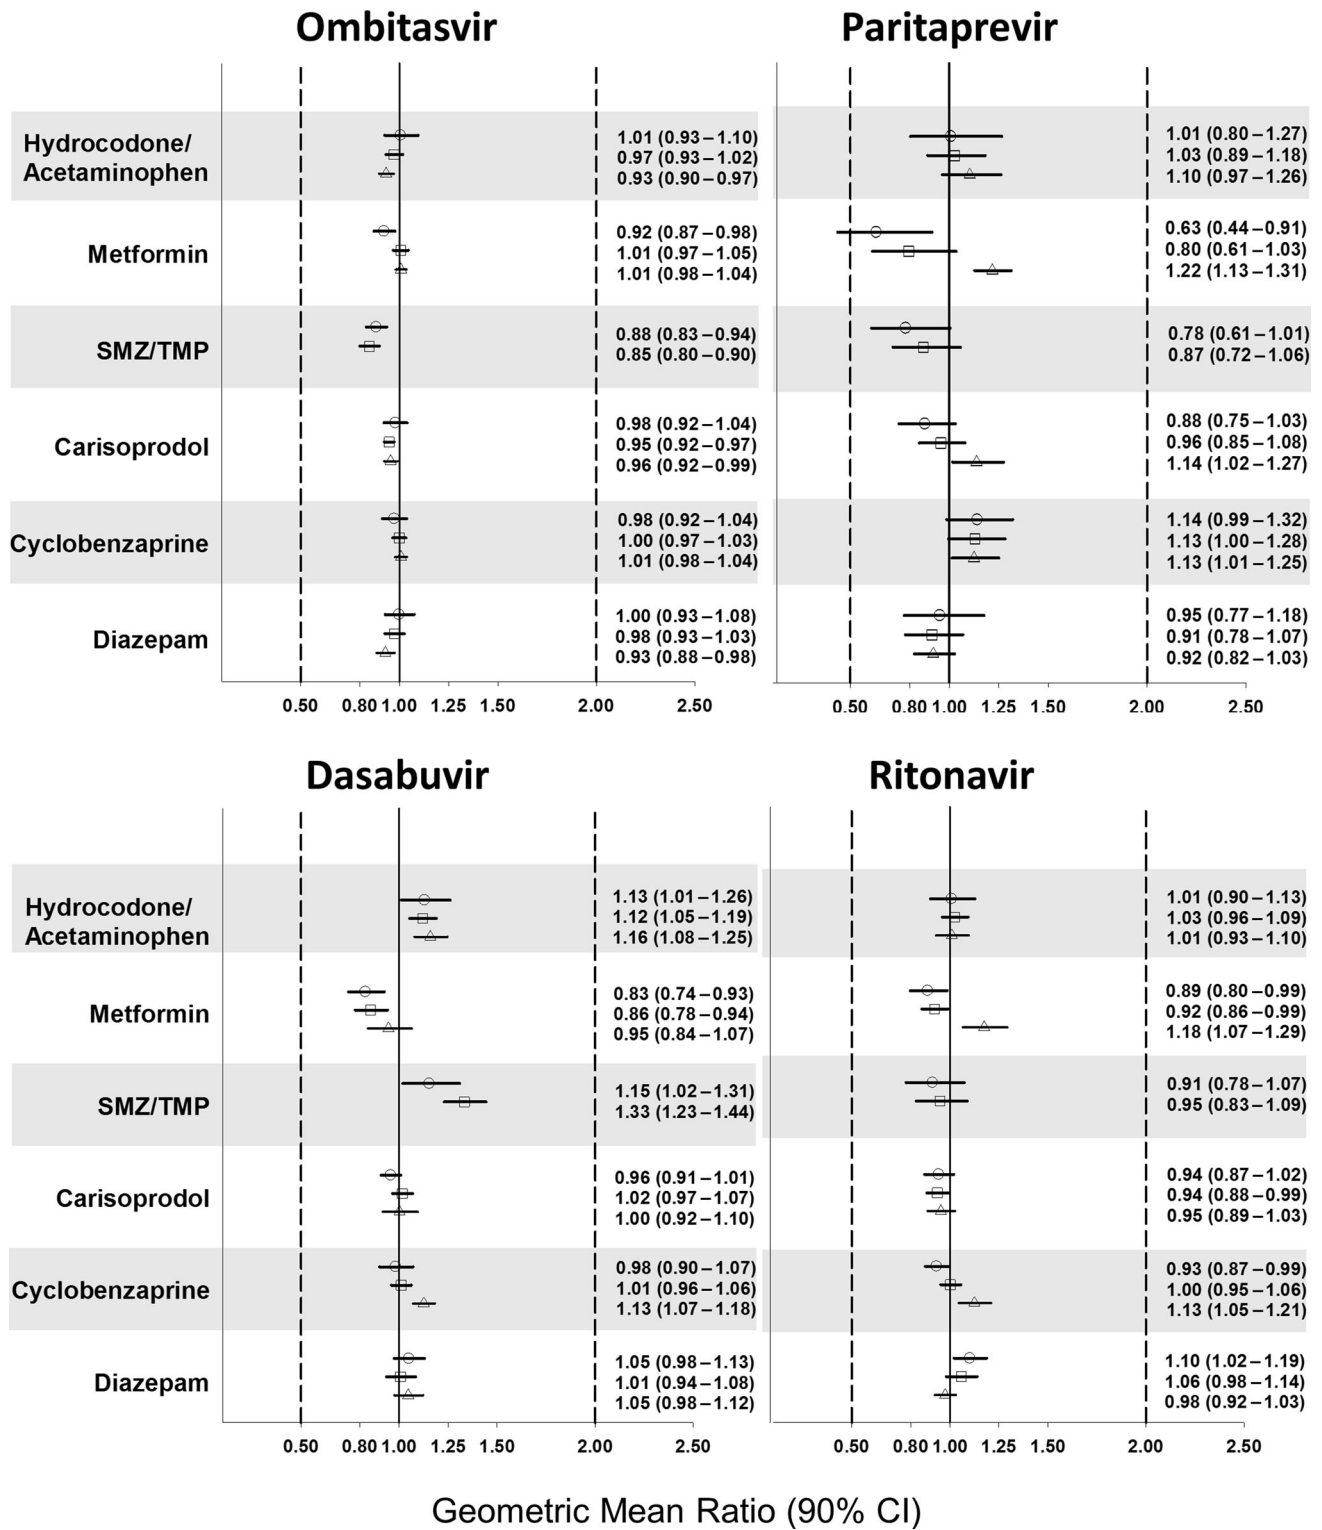 Ombitasvir
Hydrocodone/
Acetaminophen
1.01 (0.93–1.10)
0.97 (0.93–1.02)
0.93 (0.90–0.97)
Metformin
0.92 (0.87–0.98)
1.01 (0.97–1.05)
1.01 (0.98–1.04)
SMZ/TMP
0.88 (0.83–0.94)
0.85 (0.80–0.90)
Carisoprodol
0.98 (0.92–1.04)
0.95 (0.92–0.97)
0.96 (0.92–0.99)
Cyclobenzaprine
0.98 (0.92–1.04)
1.00 (0.97–1.03)
1.01 (0.98–1.04)
Diazepam
1.00 (0.93–1.08)
0.98 (0.93–1.03)
0.93 (0.88–0.98)
0.50 0.80 1.00 1.25 1.50 2.00 2.50
Paritaprevir
1.01 (0.80–1.27)
1.03 (0.89–1.18)
1.10 (0.97–1.26)
0.63 (0.44–0.91)
0.80 (0.61–1.03)
1.22 (1.13–1.31)
0.78 (0.61–1.01)
0.87 (0.72–1.06)
0.88 (0.75–1.03)
0.96 (0.85–1.08)
1.14 (1.02–1.27)
1.14 (0.99–1.32)
1.13 (1.00–1.28)
1.13 (1.01–1.25)
0.95 (0.77–1.18)
0.91 (0.78–1.07)
0.92 (0.82–1.03)
0.50 0.80 1.00 1.25 1.50 2.00 2.50
Dasabuvir
Hydrocodone/
Acetaminophen
1.13 (1.01–1.26)
1.12 (1.05–1.19)
1.16 (1.08–1.25)
Metformin
0.83 (0.74–0.93)
0.86 (0.78–0.94)
0.95 (0.84–1.07)
SMZ/TMP
1.15 (1.02–1.31)
1.33 (1.23–1.44)
Carisoprodol
0.96 (0.91–1.01)
1.02 (0.97–1.07)
1.00 (0.92–1.10)
Cyclobenzaprine
0.98 (0.90–1.07)
1.01 (0.96–1.06)
1.13 (1.07–1.18)
Diazepam
1.05 (0.98–1.13)
1.01 (0.94–1.08)
1.05 (0.98–1.12)
0.50 0.80 1.00 1.25 1.50 2.00 2.50
Ritonavir
1.01 (0.90–1.13)
1.03 (0.96–1.09)
1.01 (0.93–1.10)
0.89 (0.80–0.99)
0.92 (0.86–0.99)
1.18 (1.07–1.29)
0.91 (0.78–1.07)
0.95 (0.83–1.09)
0.94 (0.87–1.02)
0.94 (0.88–0.99)
0.95 (0.89–1.03)
0.93 (0.87–0.99)
1.00 (0.95–1.06)
1.13 (1.05–1.21)
1.10 (1.02–1.19)
1.06 (0.98–1.14)
0.98 (0.92–1.03)
0.50 0.80 1.00 1.25 1.50 2.00 2.50
Geometric Mean Ratio (90% CI)